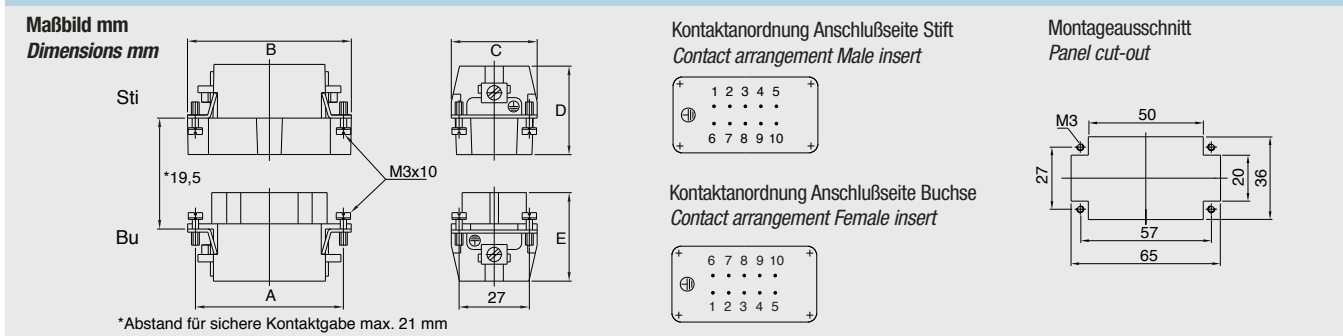 Maßbild mm
Dimensions mm
B
C
Sti
D
*19,5
M3x10
Bu
E
A
27
*Abstand für sichere Kontaktgabe max. 21 mm
Kontaktanordnung Anschlußseite Stift
Contact arrangement Male insert
1 2 3 4 5
6 7 8 9 10
Kontaktanordnung Anschlußseite Buchse
Contact arrangement Female insert
6 7 8 9 10
1 2 3 4 5
Montageausschnitt
Panel cut-out
M3
50
27
20
36
57
65